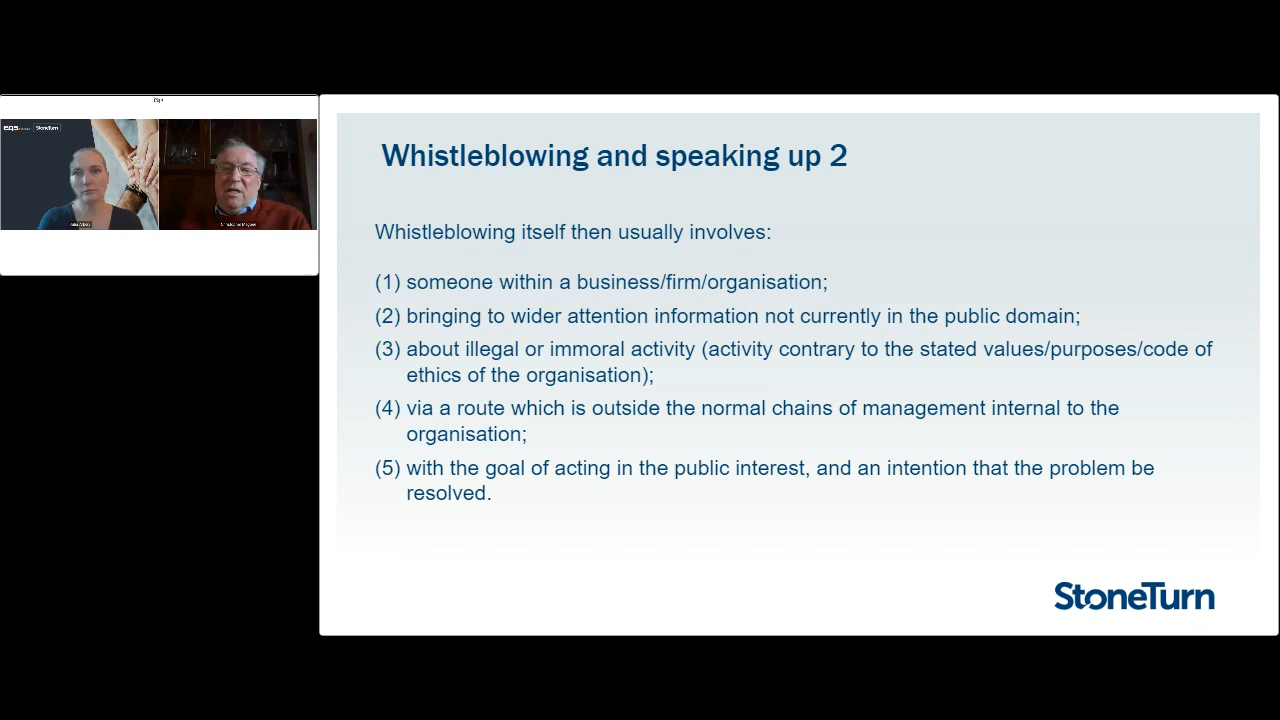 EQS
StoneTurn
Christopher Megone
Whistleblowing and speaking up 2
Whistleblowing itself then usually involves:
(1) someone within a business/firm/organisation;
(2) bringing to wider attention information not currently in the public domain;
(3) about illegal or immoral activity (activity contrary to the stated values/purposes/code of
ethics of the organisation);
(4) via a route which is outside the normal chains of management internal to the
organisation;
(5) with the goal of acting in the public interest, and an intention that the problem be
resolved.
StoneTurn